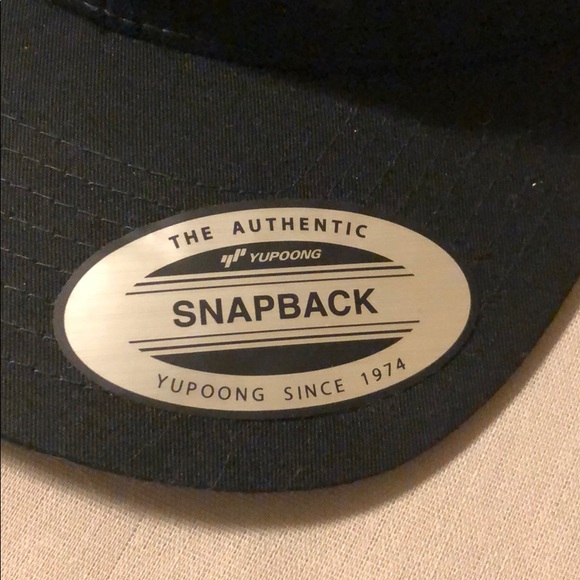 THE AUTHENTIC
YUPOONG
SNAPBACK
YUPOONG SINCE 1974